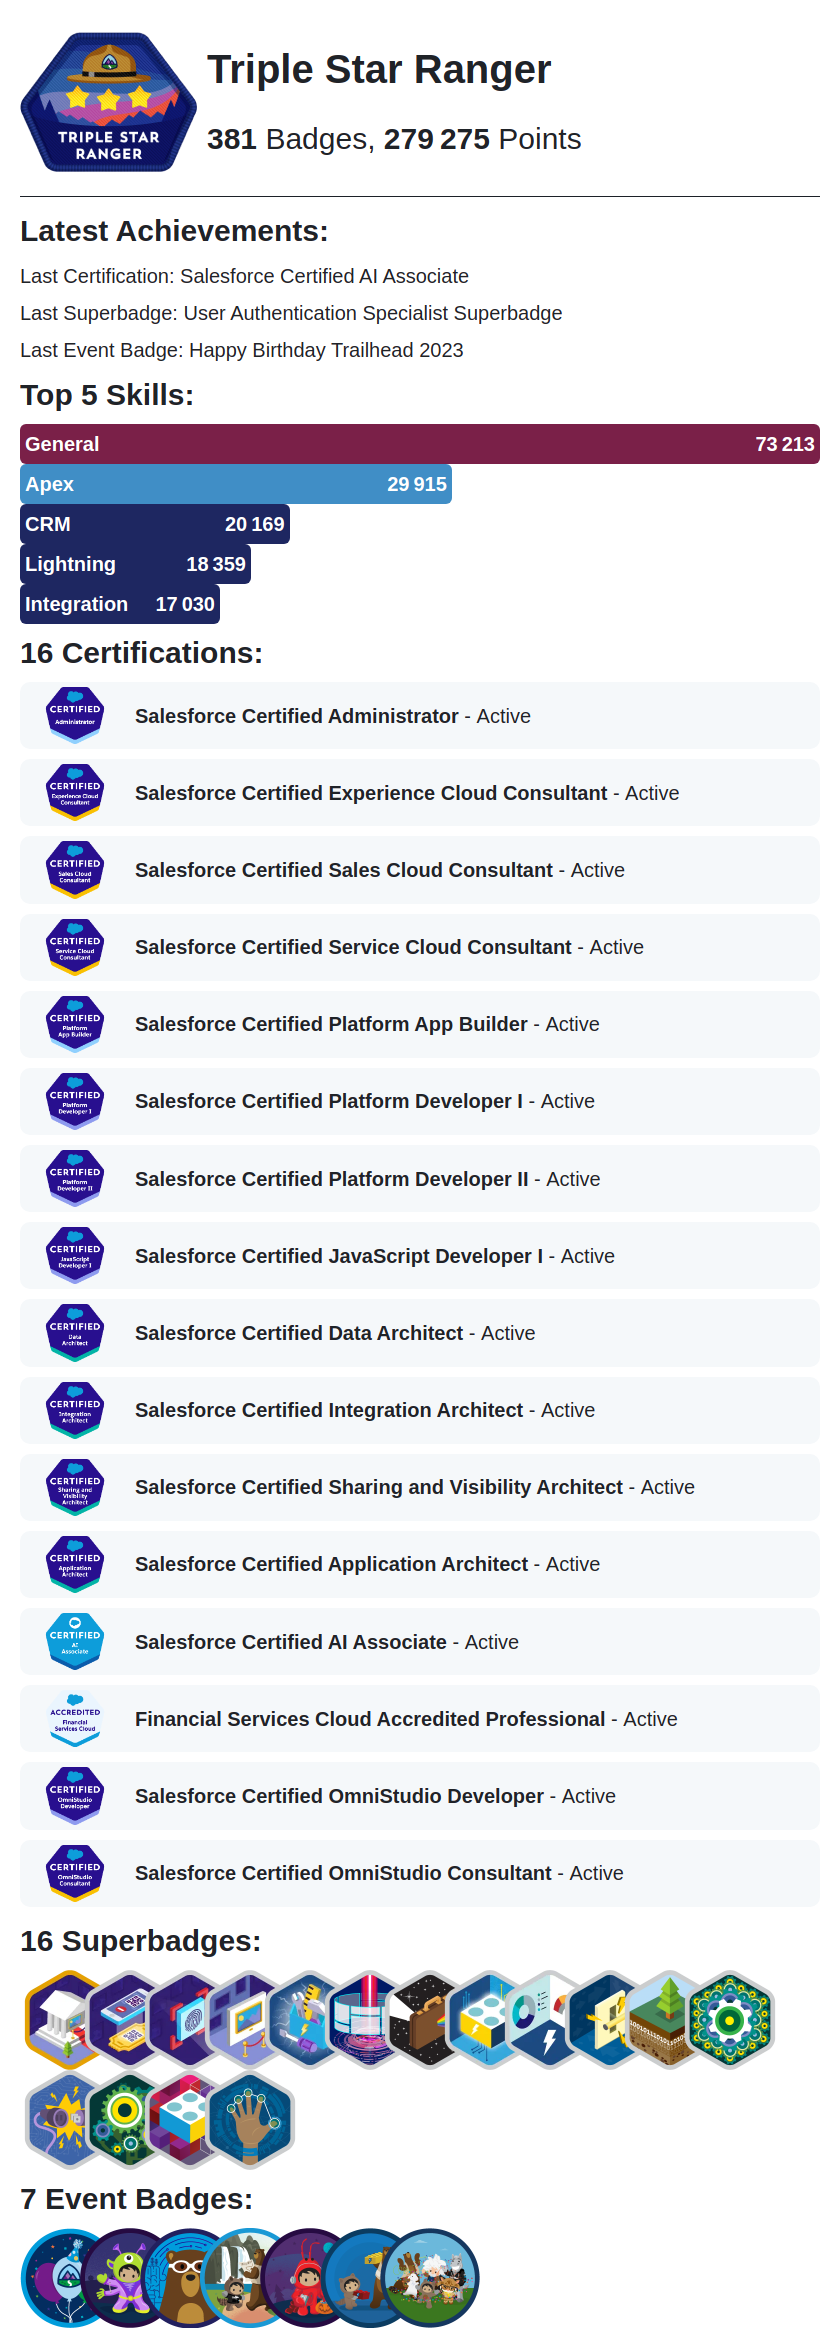 TRIPLE STAR
RANGER
Triple Star Ranger
381 Badges, 279 275 Points
Latest Achievements:
Last Certification: Salesforce Certified AI Associate
Last Superbadge: User Authentication Specialist Superbadge
Last Event Badge: Happy Birthday Trailhead 2023
Top 5 Skills:
General 73 213
Apex 29 915
CRM 20 169
Lightning 18 359
Integration 17 030
16 Certifications:
CERTIFIED
Administrator
Salesforce Certified Administrator - Active
CERTIFIED
Experience Cloud
Consultant
Salesforce Certified Experience Cloud Consultant - Active
CERTIFIED
Sales Cloud
Consultant
Salesforce Certified Sales Cloud Consultant - Active
CERTIFIED
Service Cloud
Consultant
Salesforce Certified Service Cloud Consultant - Active
CERTIFIED
Platform
App Builder
Salesforce Certified Platform App Builder - Active
CERTIFIED
Platform
Developer I
Salesforce Certified Platform Developer I - Active
CERTIFIED
Platform
Developer II
Salesforce Certified Platform Developer II - Active
CERTIFIED
JavaScript
Developer I
Salesforce Certified JavaScript Developer I - Active
CERTIFIED
Data
Architect
Salesforce Certified Data Architect - Active
CERTIFIED
Integration
Architect
Salesforce Certified Integration Architect - Active
CERTIFIED
Sharing and
Visibility
Architect
Salesforce Certified Sharing and Visibility Architect - Active
CERTIFIED
Application
Architect
Salesforce Certified Application Architect - Active
CERTIFIED
AI
Associate
Salesforce Certified AI Associate - Active
ACCREDITED
Financial
Services Cloud
Financial Services Cloud Accredited Professional - Active
CERTIFIED
OmniStudio
Developer
Salesforce Certified OmniStudio Developer - Active
CERTIFIED
OmniStudio
Consultant
Salesforce Certified OmniStudio Consultant - Active
16 Superbadges:
7 Event Badges: